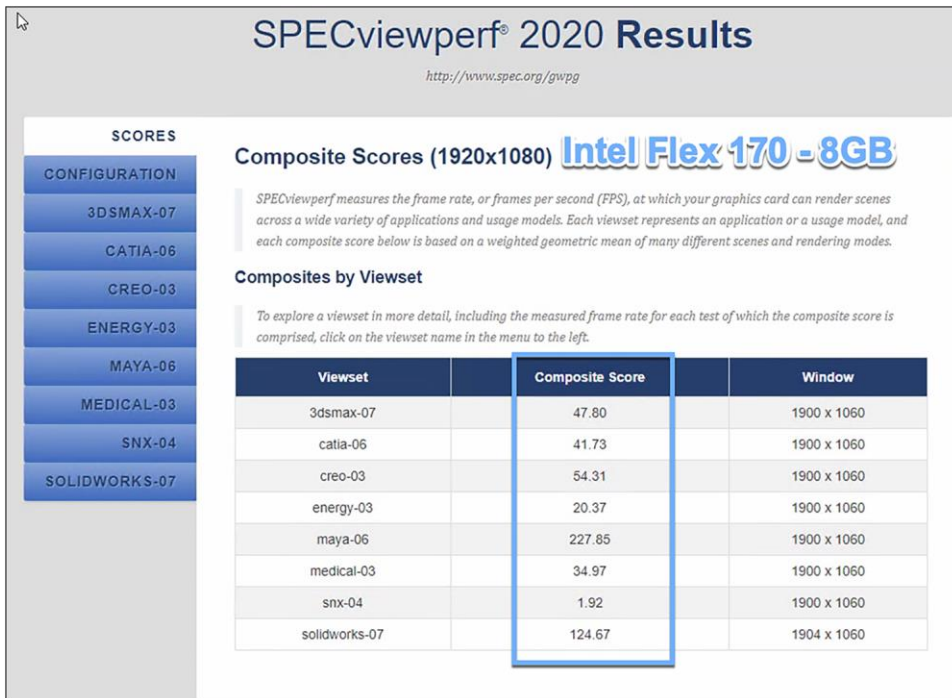 SPECviewperf® 2020 Results
http://www.spec.org/gwpg
SCORES
CONFIGURATION
3DSMAX-07
CATIA-06
CREO-03
ENERGY-03
MAYA-06
MEDICAL-03
SNX-04
SOLIDWORKS-07
Composite Scores (1920x1080) Intel Flex 170 - 8GB
SPECviewperf measures the frame rate, or frames per second (FPS), at which your graphics card can render scenes
across a wide variety of applications and usage models. Each viewset represents an application or a usage model, and
each composite score below is based on a weighted geometric mean of many different scenes and rendering modes.
Composites by Viewset
To explore a viewset in more detail, including the measured frame rate for each test of which the composite score is
comprised, click on the viewset name in the menu to the left.
Viewset Composite Score Window
3dsmax-07 47.80 1900 x 1060
catia-06 41.73 1900 x 1060
creo-03 54.31 1900 x 1060
energy-03 20.37 1900 x 1060
maya-06 227.85 1900 x 1060
medical-03 34.97 1900 x 1060
snx-04 1.92 1900 x 1060
solidworks-07 124.67 1904 x 1060